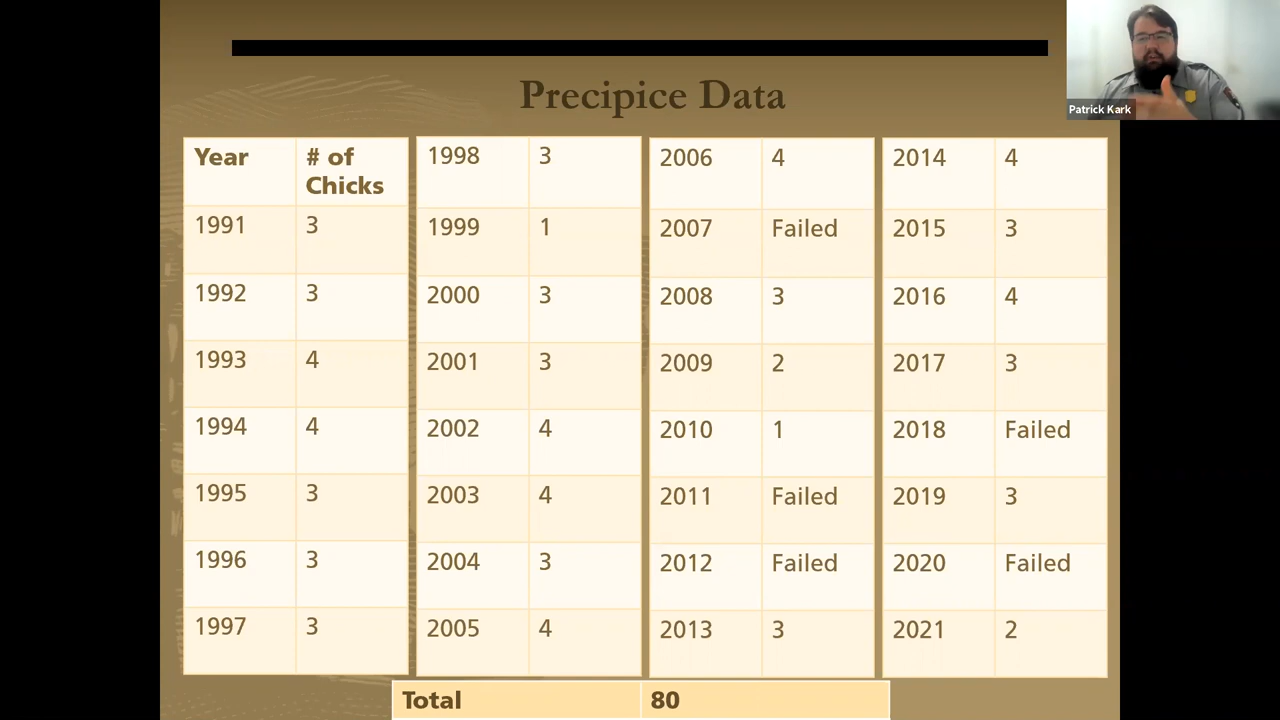 Precipice Data
Patrick Kark
Year # of Chicks
1991 3
1992 3
1993 4
1994 4
1995 3
1996 3
1997 3
1998 3
1999 1
2000 3
2001 3
2002 4
2003 4
2004 3
2005 4
2006 4
2007 Failed
2008 3
2009 2
2010 1
2011 Failed
2012 Failed
2013 3
2014 4
2015 3
2016 4
2017 3
2018 Failed
2019 3
2020 Failed
2021 2
Total 80